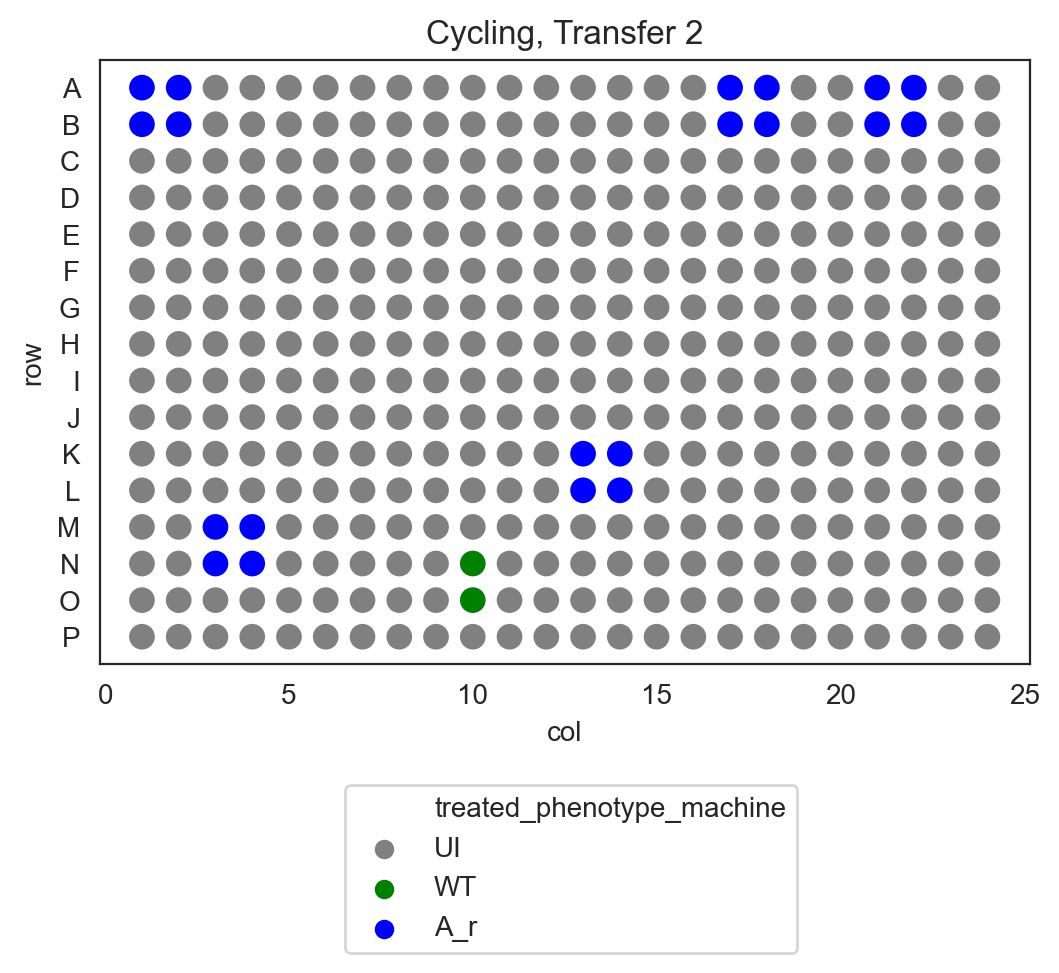 Cycling, Transfer 2
row
A
B
C
D
E
F
G
H
I
J
K
L
M
N
O
P
0 5 10 15 20 25
col
treated_phenotype_machine
UI
WT
A_r